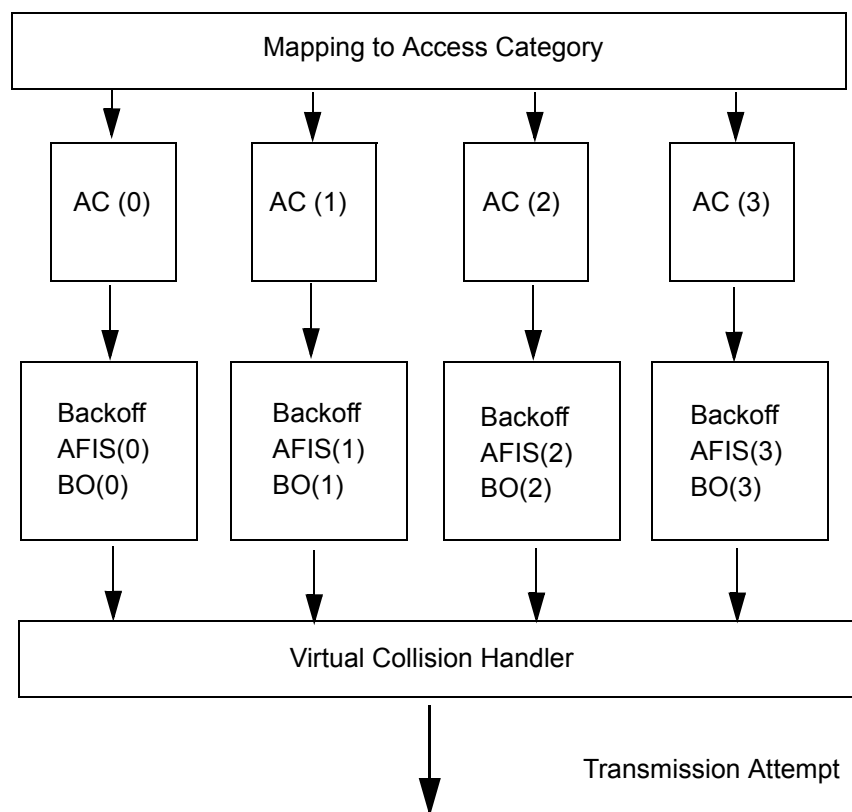 Mapping to Access Category
AC (0)
AC (1)
AC (2)
AC (3)
Backoff
AFIS(0)
BO(0)
Backoff
AFIS(1)
BO(1)
Backoff
AFIS(2)
BO(2)
Backoff
AFIS(3)
BO(3)
Virtual Collision Handler
Transmission Attempt